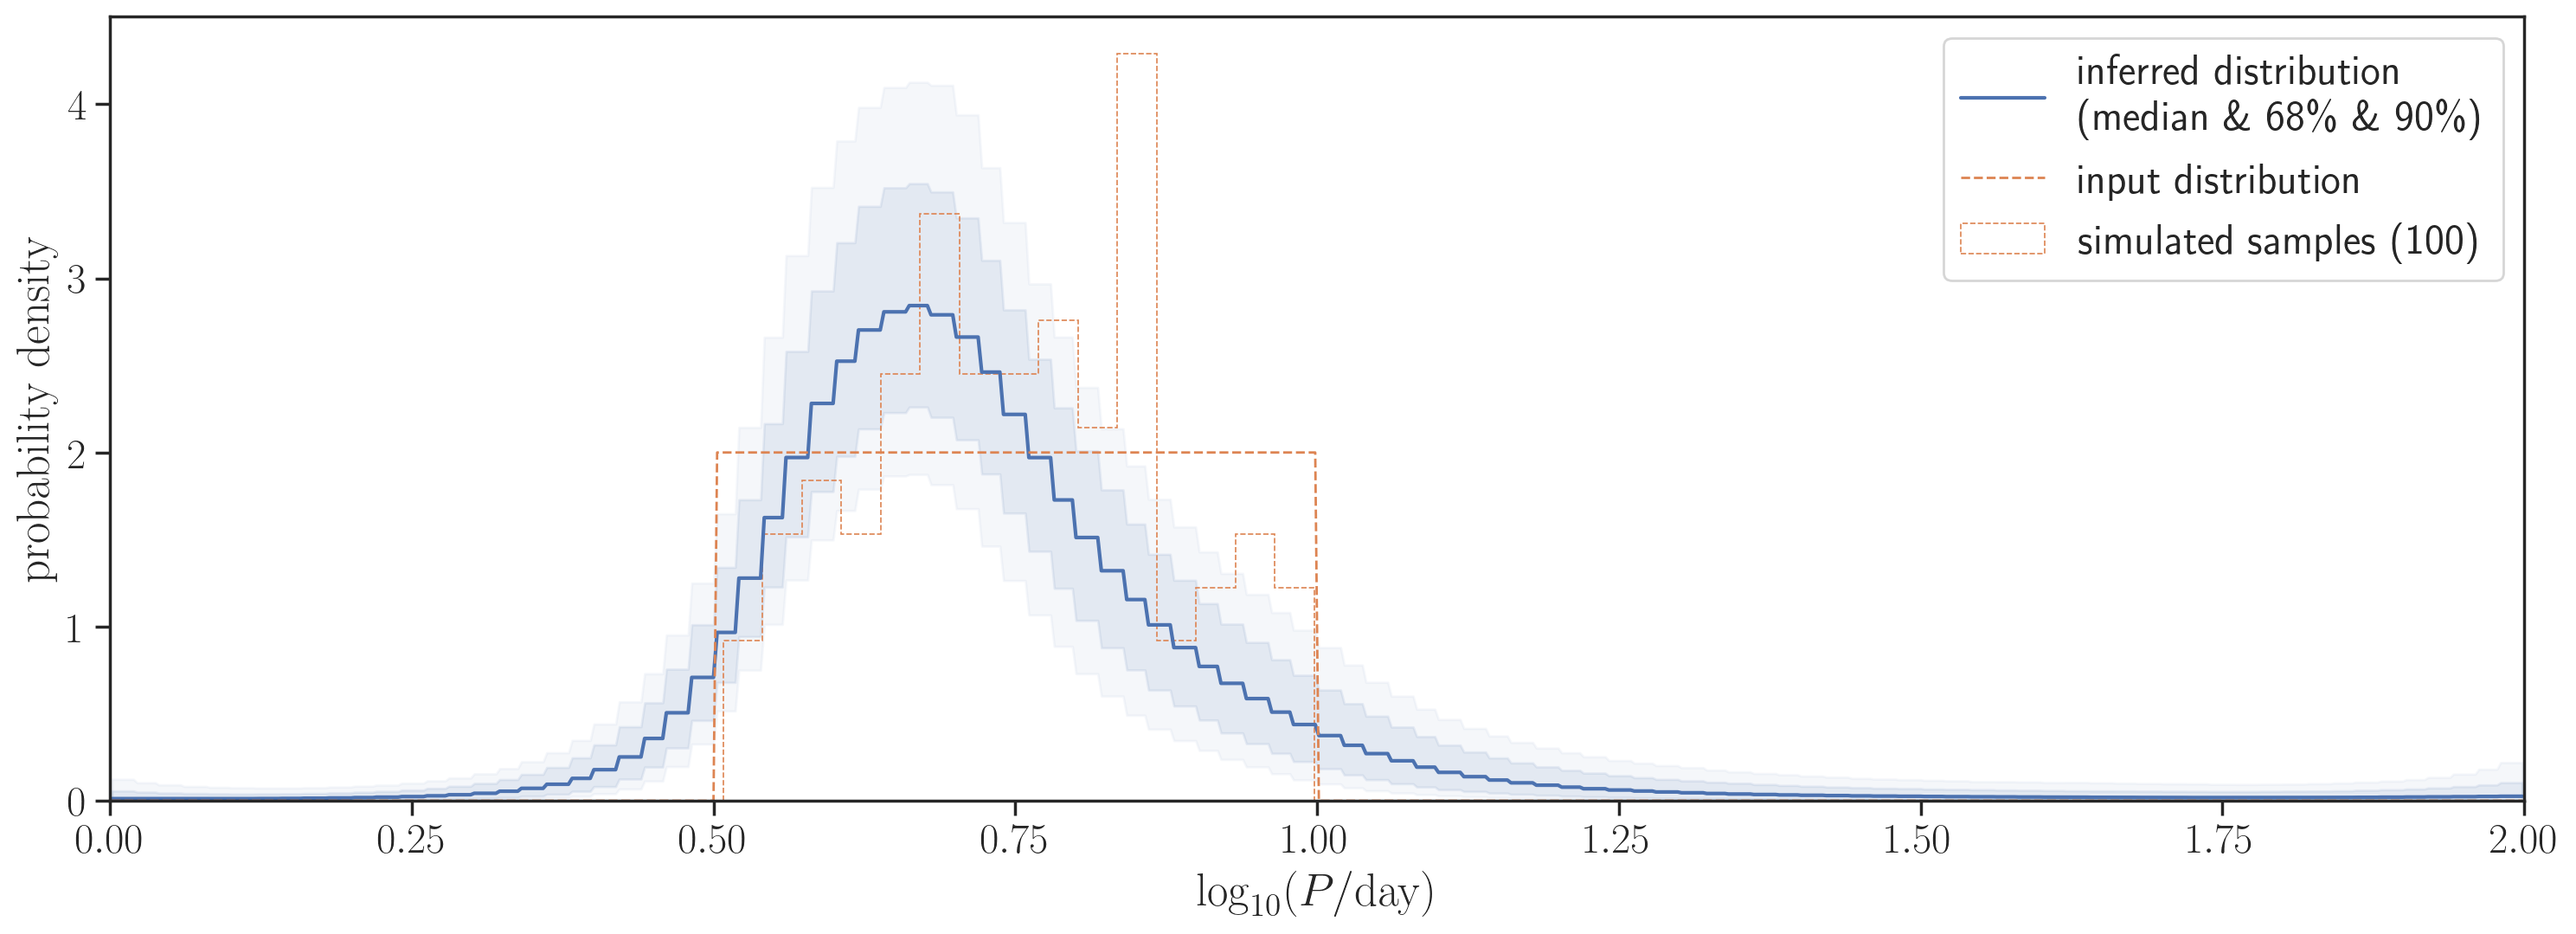 inferred distribution
(median & 68% & 90%)
input distribution
simulated samples (100)
probability density
4
3
2
1
0
0.00 0.25 0.50 0.75 1.00 1.25 1.50 1.75 2.00
log₁₀(P/day)